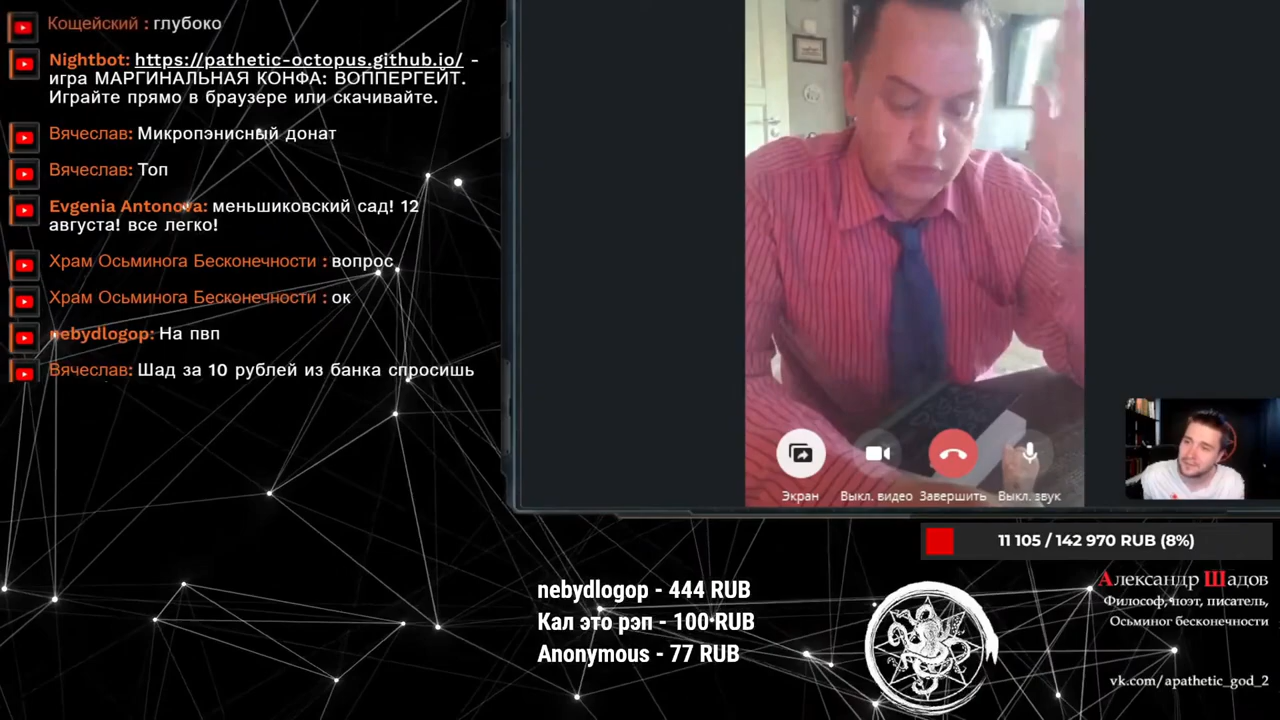 Кощейский : глубоко
Nightbot: https://pathetic-octopus.github.io/ -
игра МАРГИНАЛЬНАЯ КОНФА: ВОППЕРГЕЙТ.
Играйте прямо в браузере или скачивайте.
Вячеслав: Микропэнисный донат
Вячеслав: Топ
Evgenia Antonova: меньшиковский сад! 12
августа! все легко!
Храм Осьминога Бесконечности : вопрос
Храм Осьминога Бесконечности : ок
nebydlogop: На пвп
Вячеслав: Шад за 10 рублей из банка спросишь
Экран
Выкл. видео
Завершить
Выкл. звук
11 105 / 142 970 RUB (8%)
nebydlogop - 444 RUB
Кал это рэп - 100 RUB
Anonymous - 77 RUB
Александр Шадов
Философ, поэт, писатель,
Осьминог бесконечности
vk.com/apathetic_god_2